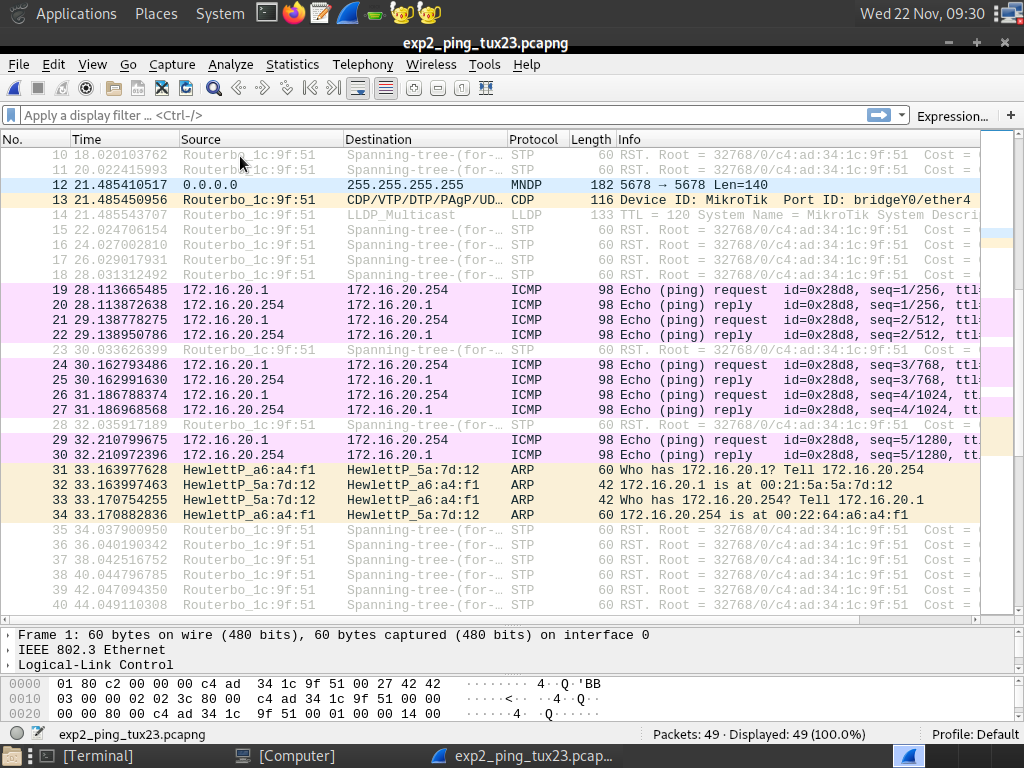 Applications Places System Wed 22 Nov, 09:30
exp2_ping_tux23.pcapng
File Edit View Go Capture Analyze Statistics Telephony Wireless Tools Help
Apply a display filter ... <Ctrl-/> Expression... +
No. Time Source Destination Protocol Length Info
10 18.020103762 Routerbo_1c:9f:51 Spanning-tree-(for-… STP 60 RST. Root = 32768/0/c4:ad:34:1c:9f:51 Cost =
11 20.022415993 Routerbo_1c:9f:51 Spanning-tree-(for-… STP 60 RST. Root = 32768/0/c4:ad:34:1c:9f:51 Cost =
12 21.485410517 0.0.0.0 255.255.255.255 MNDP 182 5678 → 5678 Len=140
13 21.485450956 Routerbo_1c:9f:51 CDP/VTP/DTP/PAgP/UD… CDP 116 Device ID: MikroTik Port ID: bridgeY0/ether4
14 21.485543707 Routerbo_1c:9f:51 LLDP_Multicast LLDP 133 TTL = 120 System Name = MikroTik System Descri
15 22.024706154 Routerbo_1c:9f:51 Spanning-tree-(for-… STP 60 RST. Root = 32768/0/c4:ad:34:1c:9f:51 Cost =
16 24.027002810 Routerbo_1c:9f:51 Spanning-tree-(for-… STP 60 RST. Root = 32768/0/c4:ad:34:1c:9f:51 Cost =
17 26.029017931 Routerbo_1c:9f:51 Spanning-tree-(for-… STP 60 RST. Root = 32768/0/c4:ad:34:1c:9f:51 Cost =
18 28.031312492 Routerbo_1c:9f:51 Spanning-tree-(for-… STP 60 RST. Root = 32768/0/c4:ad:34:1c:9f:51 Cost =
19 28.113665485 172.16.20.1 172.16.20.254 ICMP 98 Echo (ping) request id=0x28d8, seq=1/256, ttl=
20 28.113872638 172.16.20.254 172.16.20.1 ICMP 98 Echo (ping) reply id=0x28d8, seq=1/256, ttl=
21 29.138778275 172.16.20.1 172.16.20.254 ICMP 98 Echo (ping) request id=0x28d8, seq=2/512, ttl=
22 29.138950786 172.16.20.254 172.16.20.1 ICMP 98 Echo (ping) reply id=0x28d8, seq=2/512, ttl=
23 30.033626399 Routerbo_1c:9f:51 Spanning-tree-(for-… STP 60 RST. Root = 32768/0/c4:ad:34:1c:9f:51 Cost =
24 30.162793486 172.16.20.1 172.16.20.254 ICMP 98 Echo (ping) request id=0x28d8, seq=3/768, ttl=
25 30.162991630 172.16.20.254 172.16.20.1 ICMP 98 Echo (ping) reply id=0x28d8, seq=3/768, ttl=
26 31.186788374 172.16.20.1 172.16.20.254 ICMP 98 Echo (ping) request id=0x28d8, seq=4/1024, tt
27 31.186968568 172.16.20.254 172.16.20.1 ICMP 98 Echo (ping) reply id=0x28d8, seq=4/1024, tt
28 32.035917189 Routerbo_1c:9f:51 Spanning-tree-(for-… STP 60 RST. Root = 32768/0/c4:ad:34:1c:9f:51 Cost =
29 32.210799675 172.16.20.1 172.16.20.254 ICMP 98 Echo (ping) request id=0x28d8, seq=5/1280, tt
30 32.210972396 172.16.20.254 172.16.20.1 ICMP 98 Echo (ping) reply id=0x28d8, seq=5/1280, tt
31 33.163977628 HewlettP_a6:a4:f1 HewlettP_5a:7d:12 ARP 60 Who has 172.16.20.1? Tell 172.16.20.254
32 33.163997463 HewlettP_a6:a4:f1 HewlettP_5a:7d:12 ARP 42 172.16.20.1 is at 00:21:5a:5a:7d:12
33 33.170754255 HewlettP_a6:a4:f1 HewlettP_5a:7d:12 ARP 42 Who has 172.16.20.254? Tell 172.16.20.1
34 33.170882836 HewlettP_a6:a4:f1 HewlettP_5a:7d:12 ARP 60 172.16.20.254 is at 00:22:64:a6:a4:f1
35 34.037900950 Routerbo_1c:9f:51 Spanning-tree-(for-… STP 60 RST. Root = 32768/0/c4:ad:34:1c:9f:51 Cost =
36 36.040190342 Routerbo_1c:9f:51 Spanning-tree-(for-… STP 60 RST. Root = 32768/0/c4:ad:34:1c:9f:51 Cost =
37 38.042516752 Routerbo_1c:9f:51 Spanning-tree-(for-… STP 60 RST. Root = 32768/0/c4:ad:34:1c:9f:51 Cost =
38 40.044796785 Routerbo_1c:9f:51 Spanning-tree-(for-… STP 60 RST. Root = 32768/0/c4:ad:34:1c:9f:51 Cost =
39 42.047094350 Routerbo_1c:9f:51 Spanning-tree-(for-… STP 60 RST. Root = 32768/0/c4:ad:34:1c:9f:51 Cost =
40 44.049110308 Routerbo_1c:9f:51 Spanning-tree-(for-… STP 60 RST. Root = 32768/0/c4:ad:34:1c:9f:51 Cost =
Frame 1: 60 bytes on wire (480 bits), 60 bytes captured (480 bits) on interface 0
IEEE 802.3 Ethernet
Logical-Link Control
0000 01 80 c2 00 00 00 c4 ad 34 1c 9f 51 00 27 42 42 ········ 4··Q·'BB
0010 03 00 00 02 02 3c 80 00 c4 ad 34 1c 9f 51 00 00 ·····<·· ··4··Q··
0020 00 00 80 00 c4 ad 34 1c 9f 51 00 01 00 00 14 00 ······4· ·Q······
exp2_ping_tux23.pcapng Packets: 49 · Displayed: 49 (100.0%) Profile: Default
[Terminal] [Computer] exp2_ping_tux23.pcap...